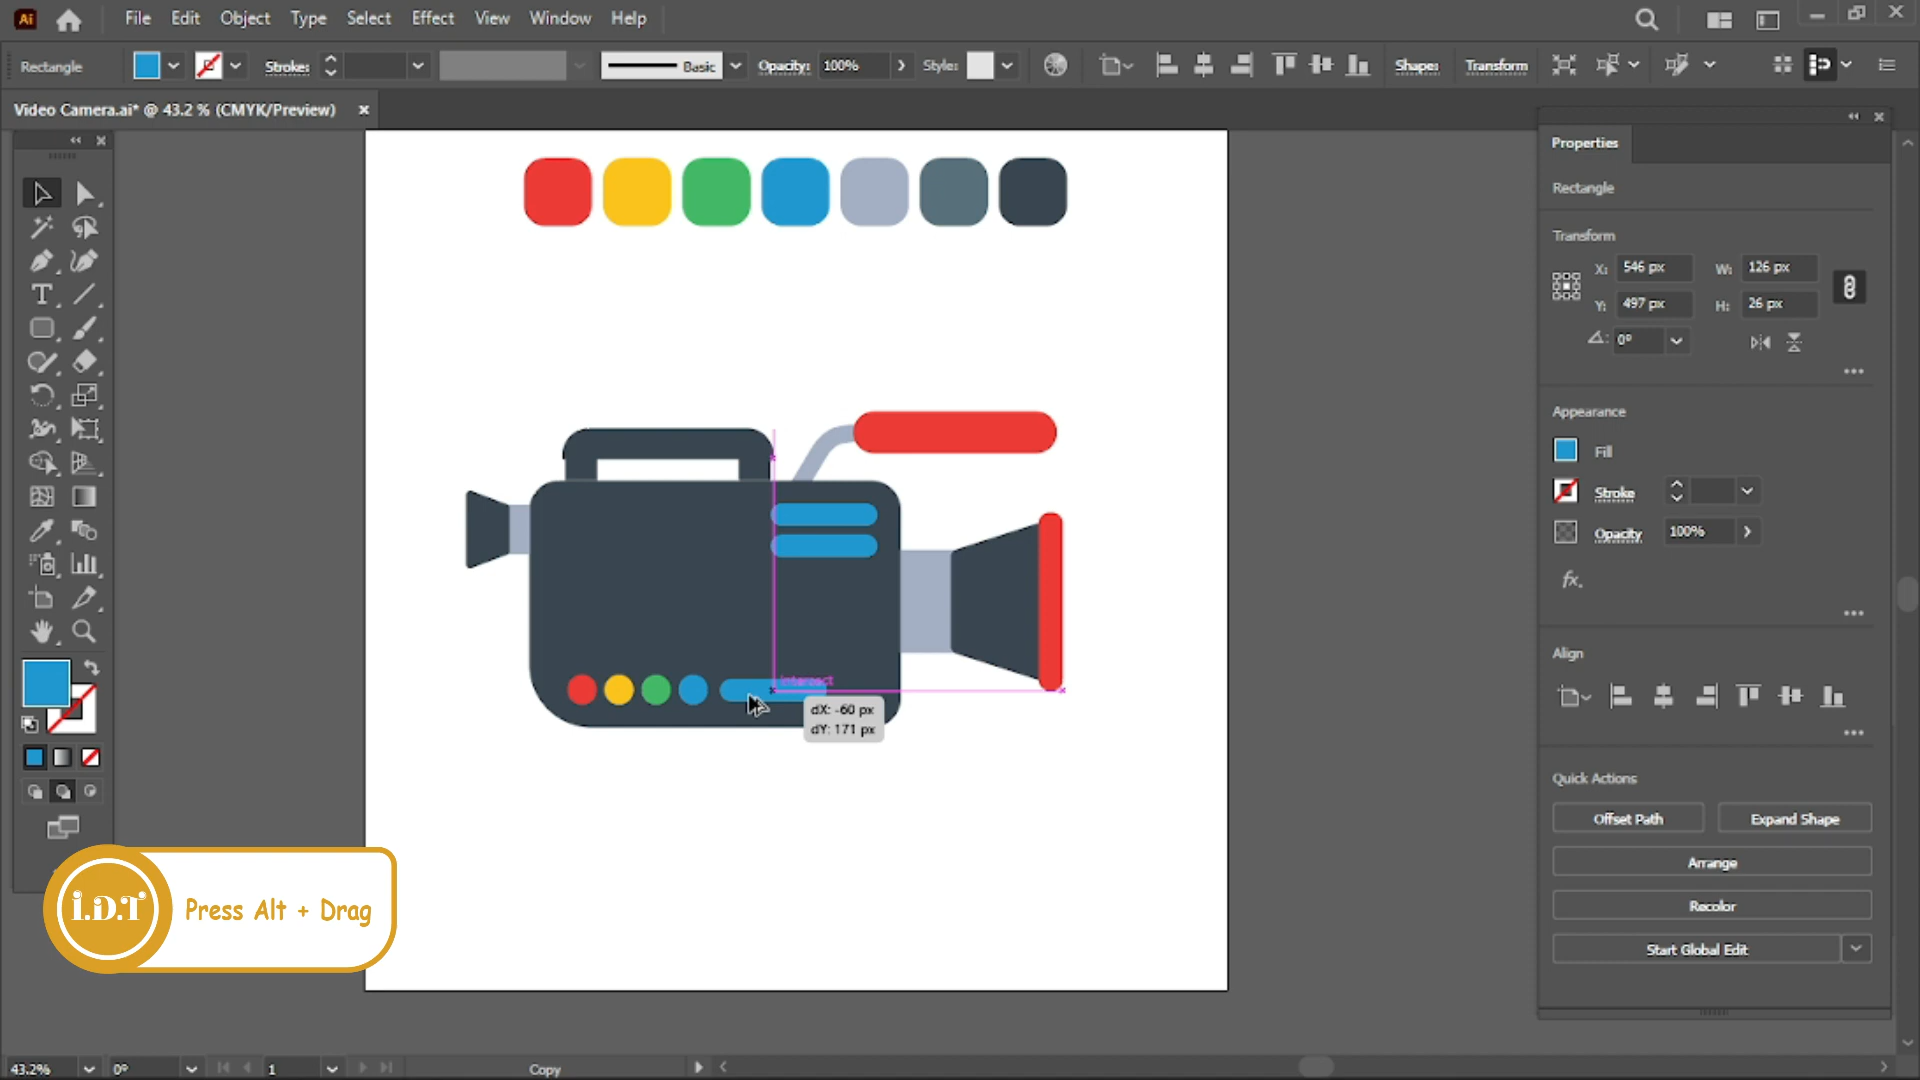 Ai File Edit Object Type Select Effect View Window Help
Rectangle Stroke: Basic Opacity: 100% Style: Shape: Transform
Video Camera.ai* @ 43.2 % (CMYK/Preview)
Properties
Rectangle
Transform
X: 546 px W: 126 px
Y: 497 px H: 26 px
0°
Appearance
Fill
Stroke
Opacity 100%
fx.
Align
Quick Actions
Offset Path Expand Shape
Arrange
Recolor
Start Global Edit
intersect
dX: -60 px
dY: 171 px
I.D.T Press Alt + Drag
43.2% 0° 1 Copy